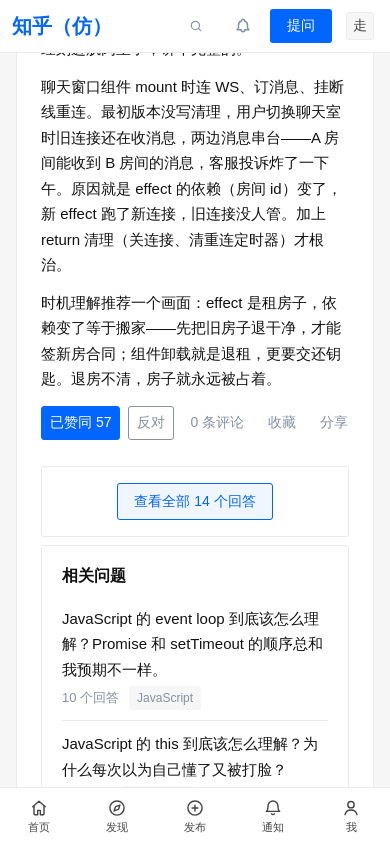 知乎（仿）
提问
走
聊天窗口组件 mount 时连 WS、订消息、挂断
线重连。最初版本没写清理，用户切换聊天室
时旧连接还在收消息，两边消息串台——A 房
间能收到 B 房间的消息，客服投诉炸了一下
午。原因就是 effect 的依赖（房间 id）变了，
新 effect 跑了新连接，旧连接没人管。加上
return 清理（关连接、清重连定时器）才根
治。
时机理解推荐一个画面：effect 是租房子，依
赖变了等于搬家——先把旧房子退干净，才能
签新房合同；组件卸载就是退租，更要交还钥
匙。退房不清，房子就永远被占着。
已赞同 57
反对
0 条评论
收藏
分享
查看全部 14 个回答
相关问题
JavaScript 的 event loop 到底该怎么理
解？Promise 和 setTimeout 的顺序总和
我预期不一样。
10 个回答 JavaScript
JavaScript 的 this 到底该怎么理解？为
什么每次以为自己懂了又被打脸？
首页
发现
发布
通知
我